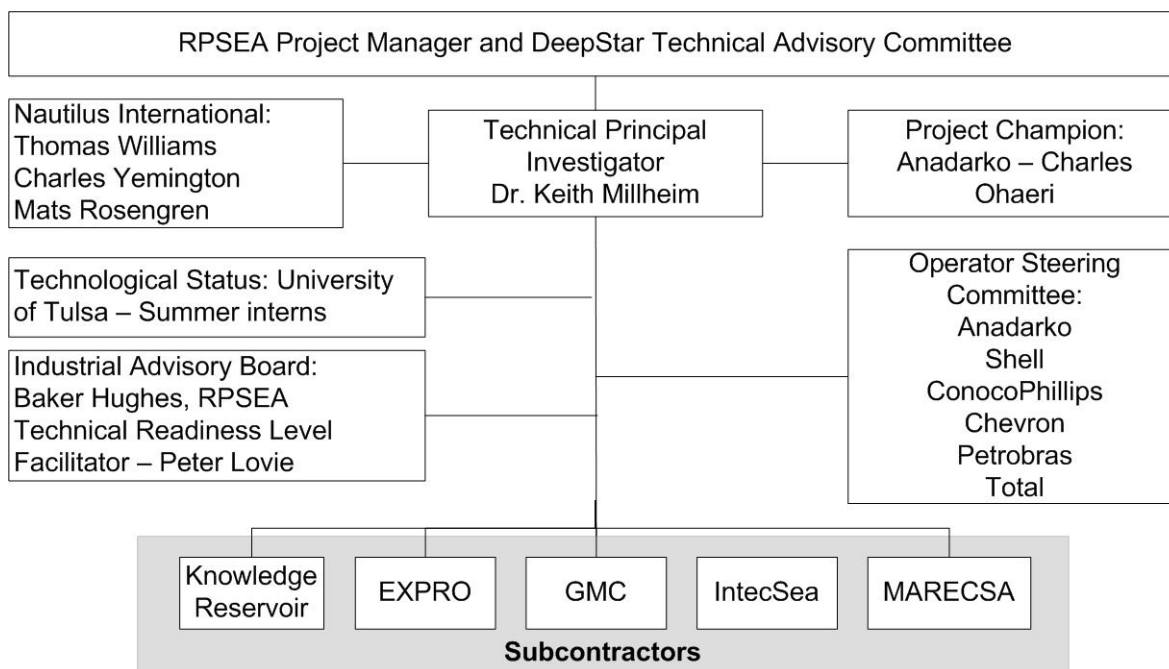 RPSEA Project Manager and DeepStar Technical Advisory Committee
Nautilus International:
Thomas Williams
Charles Yemington
Mats Rosengren
Technical Principal
Investigator
Dr. Keith Millheim
Project Champion:
Anadarko – Charles
Ohaeri
Technological Status: University
of Tulsa – Summer interns
Industrial Advisory Board:
Baker Hughes, RPSEA
Technical Readiness Level
Facilitator – Peter Lovie
Operator Steering
Committee:
Anadarko
Shell
ConocoPhillips
Chevron
Petrobras
Total
Knowledge
Reservoir
EXPRO
GMC
IntecSea
MARECSA
Subcontractors